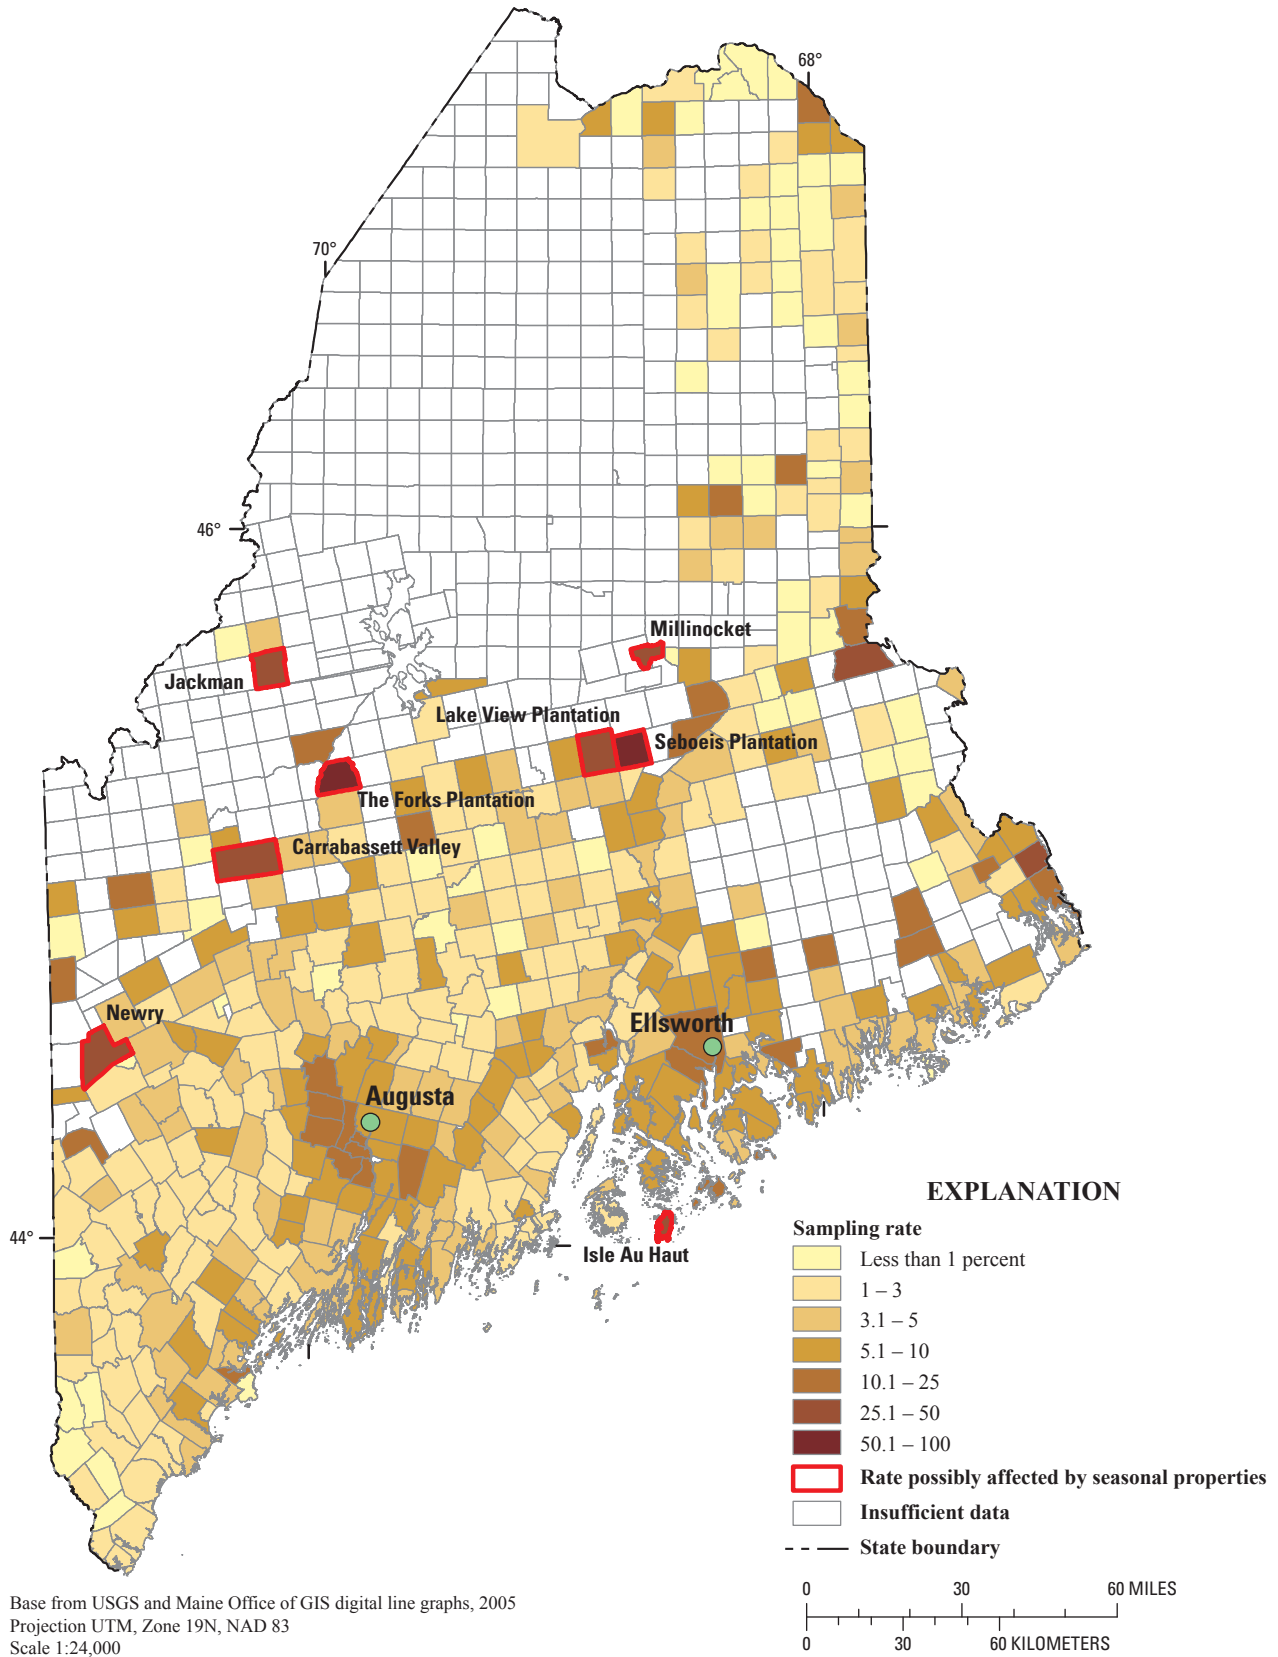 68°
70°
46°
Millinocket
Jackman
Lake View Plantation
Seboeis Plantation
The Forks Plantation
Carrabassett Valley
Newry
Ellsworth
Augusta
44°
Isle Au Haut
EXPLANATION
Sampling rate
Less than 1 percent
1 – 3
3.1 – 5
5.1 – 10
10.1 – 25
25.1 – 50
50.1 – 100
Rate possibly affected by seasonal properties
Insufficient data
State boundary
0 30 60 MILES
0 30 60 KILOMETERS
Base from USGS and Maine Office of GIS digital line graphs, 2005
Projection UTM, Zone 19N, NAD 83
Scale 1:24,000